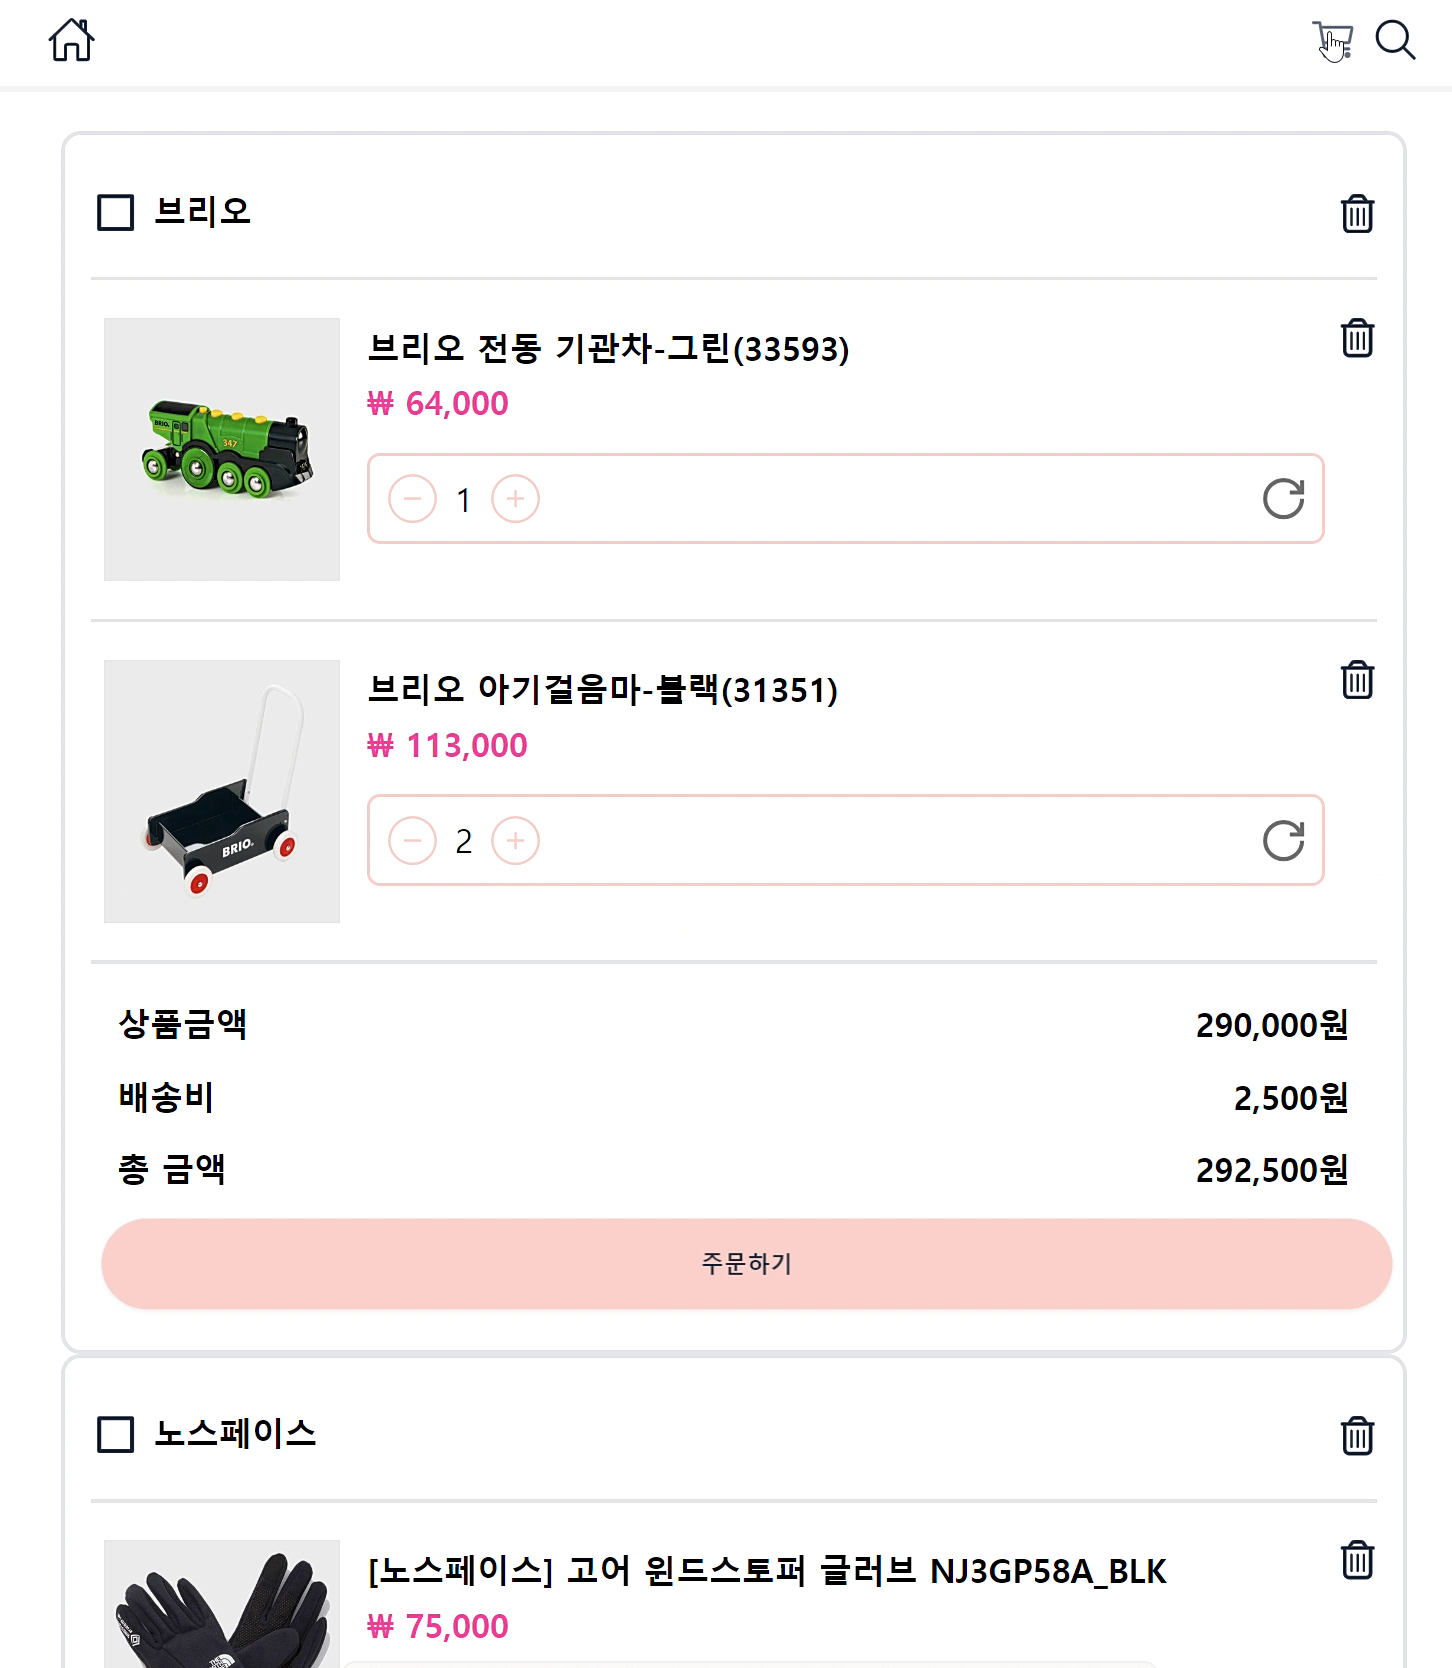 브리오
브리오 전동 기관차-그린(33593)
₩ 64,000
BRIO
347
1
브리오 아기걸음마-블랙(31351)
₩ 113,000
BRIO
2
상품금액 290,000원
배송비 2,500원
총 금액 292,500원
주문하기
노스페이스
[노스페이스] 고어 윈드스토퍼 글러브 NJ3GP58A_BLK
₩ 75,000